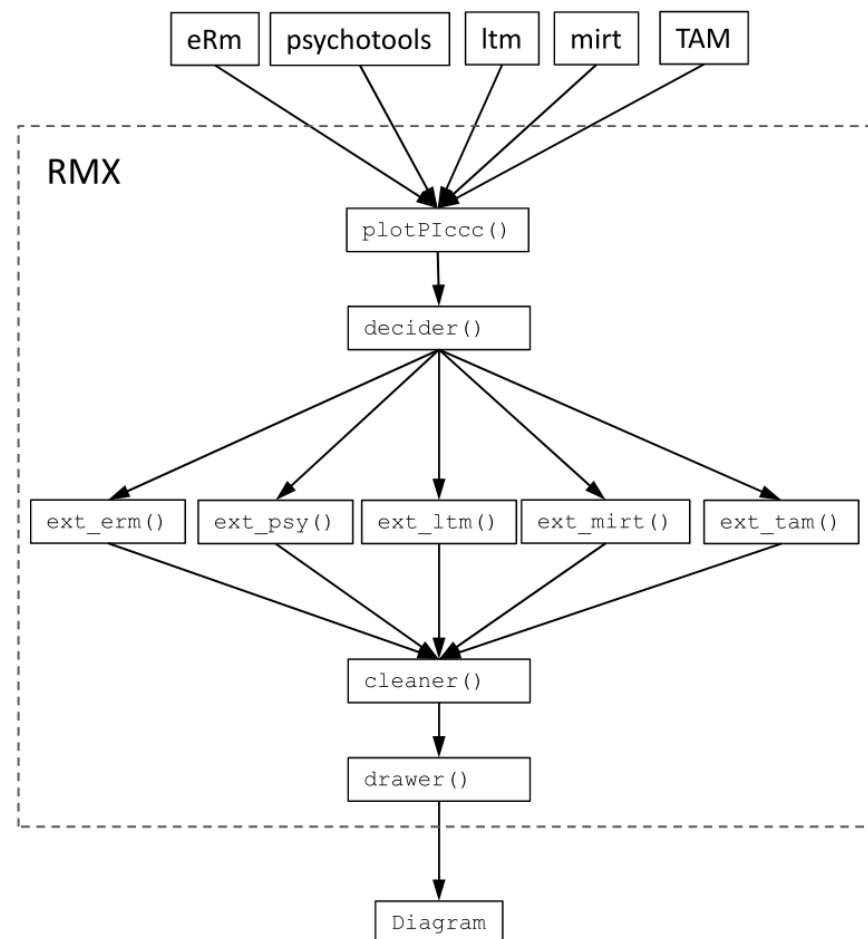 eRm psychotools ltm mirt TAM
RMX
plotPIccc()
decider()
ext_erm() ext_psy() ext_ltm() ext_mirt() ext_tam()
cleaner()
drawer()
Diagram